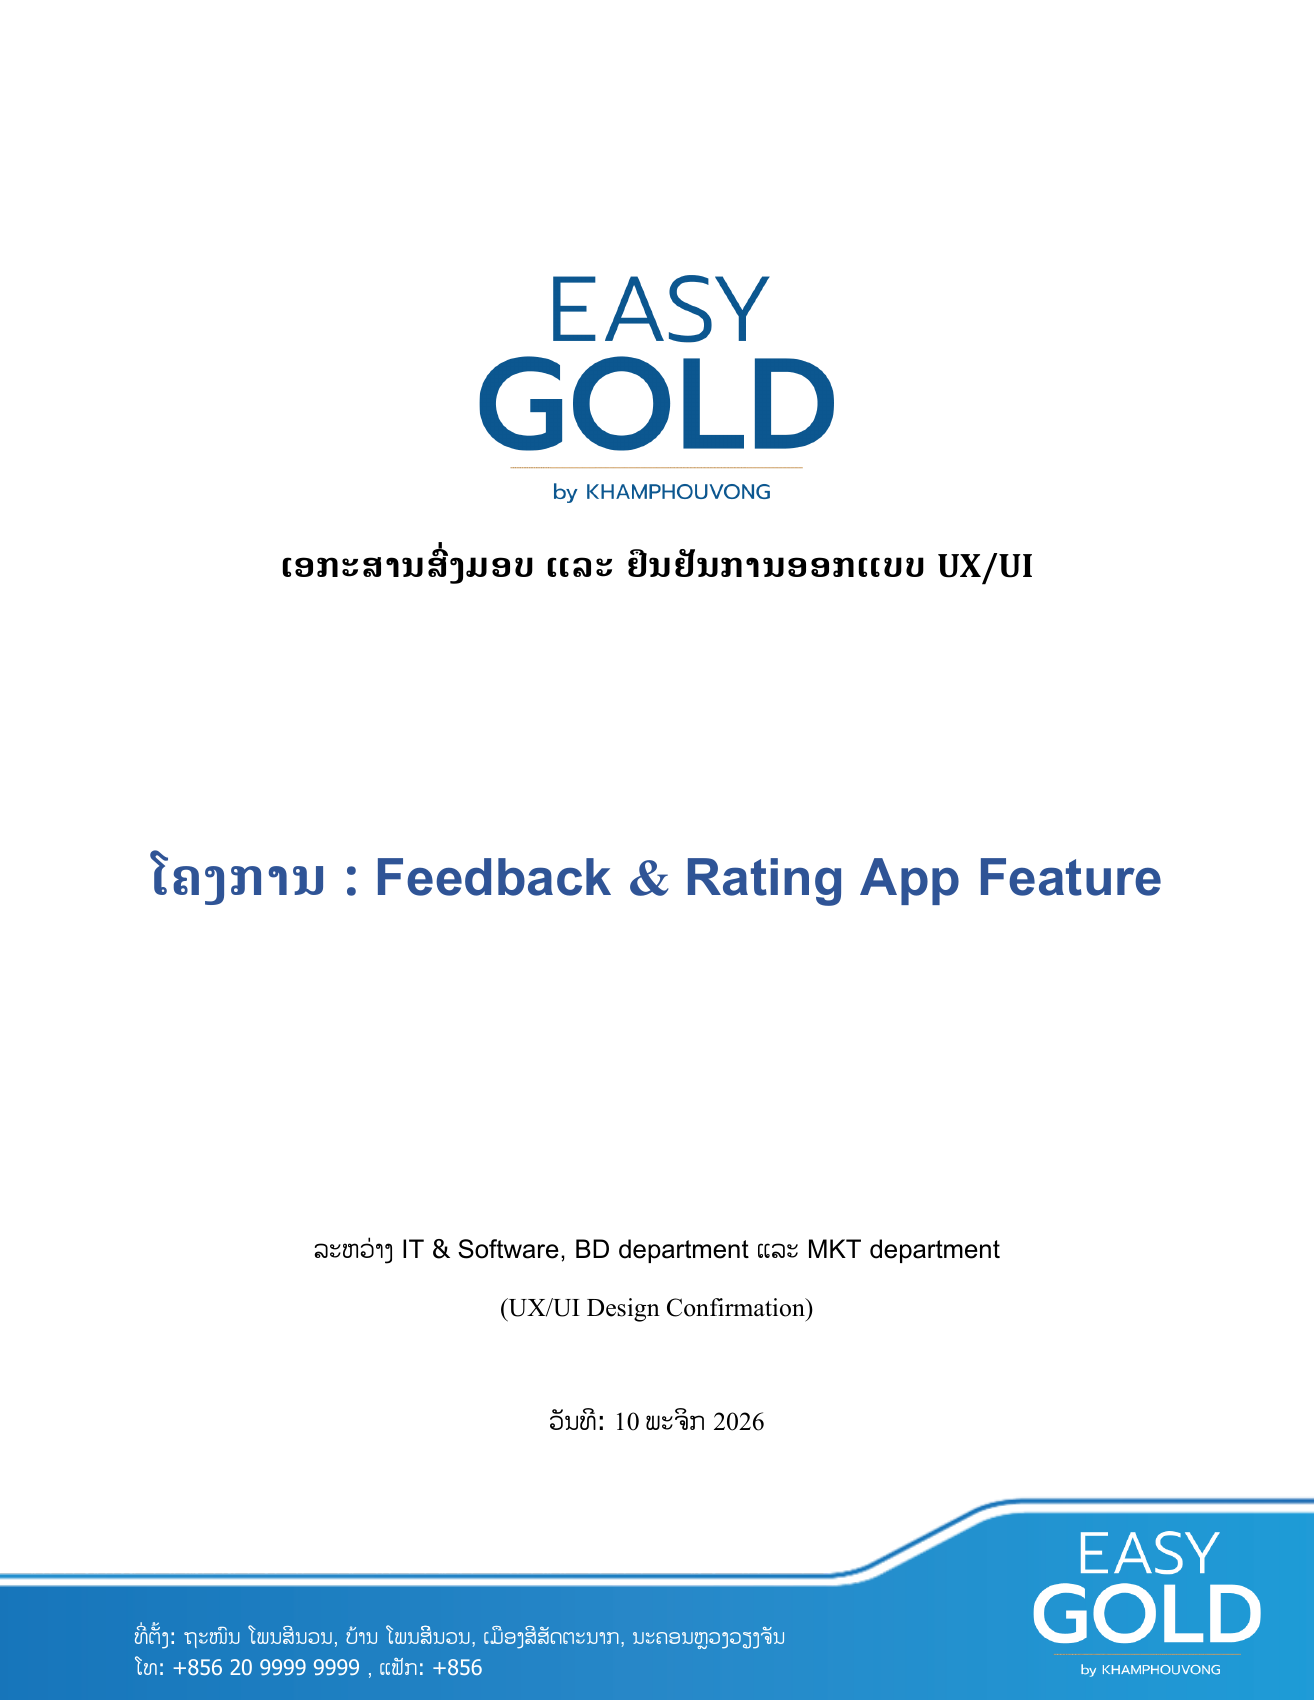 EASY
GOLD
by KHAMPHOUVONG
ເອກະສານສົ່ງມອບ ແລະ ຢືນຢັນການອອກແບບ UX/UI
ໂຄງການ : Feedback & Rating App Feature
ລະຫວ່າງ IT & Software, BD department ແລະ MKT department
(UX/UI Design Confirmation)
ວັນທີ: 10 ພະຈິກ 2026
EASY
GOLD
by KHAMPHOUVONG
ທີ່ຕັ້ງ: ຖະໜົນ ໂພນສິນວນ, ບ້ານ ໂພນສີນວນ, ເມືອງສີສັດຕະນາກ, ນະຄອນຫຼວງວຽງຈັນ
ໂທ: +856 20 9999 9999 , ແຟັກ: +856